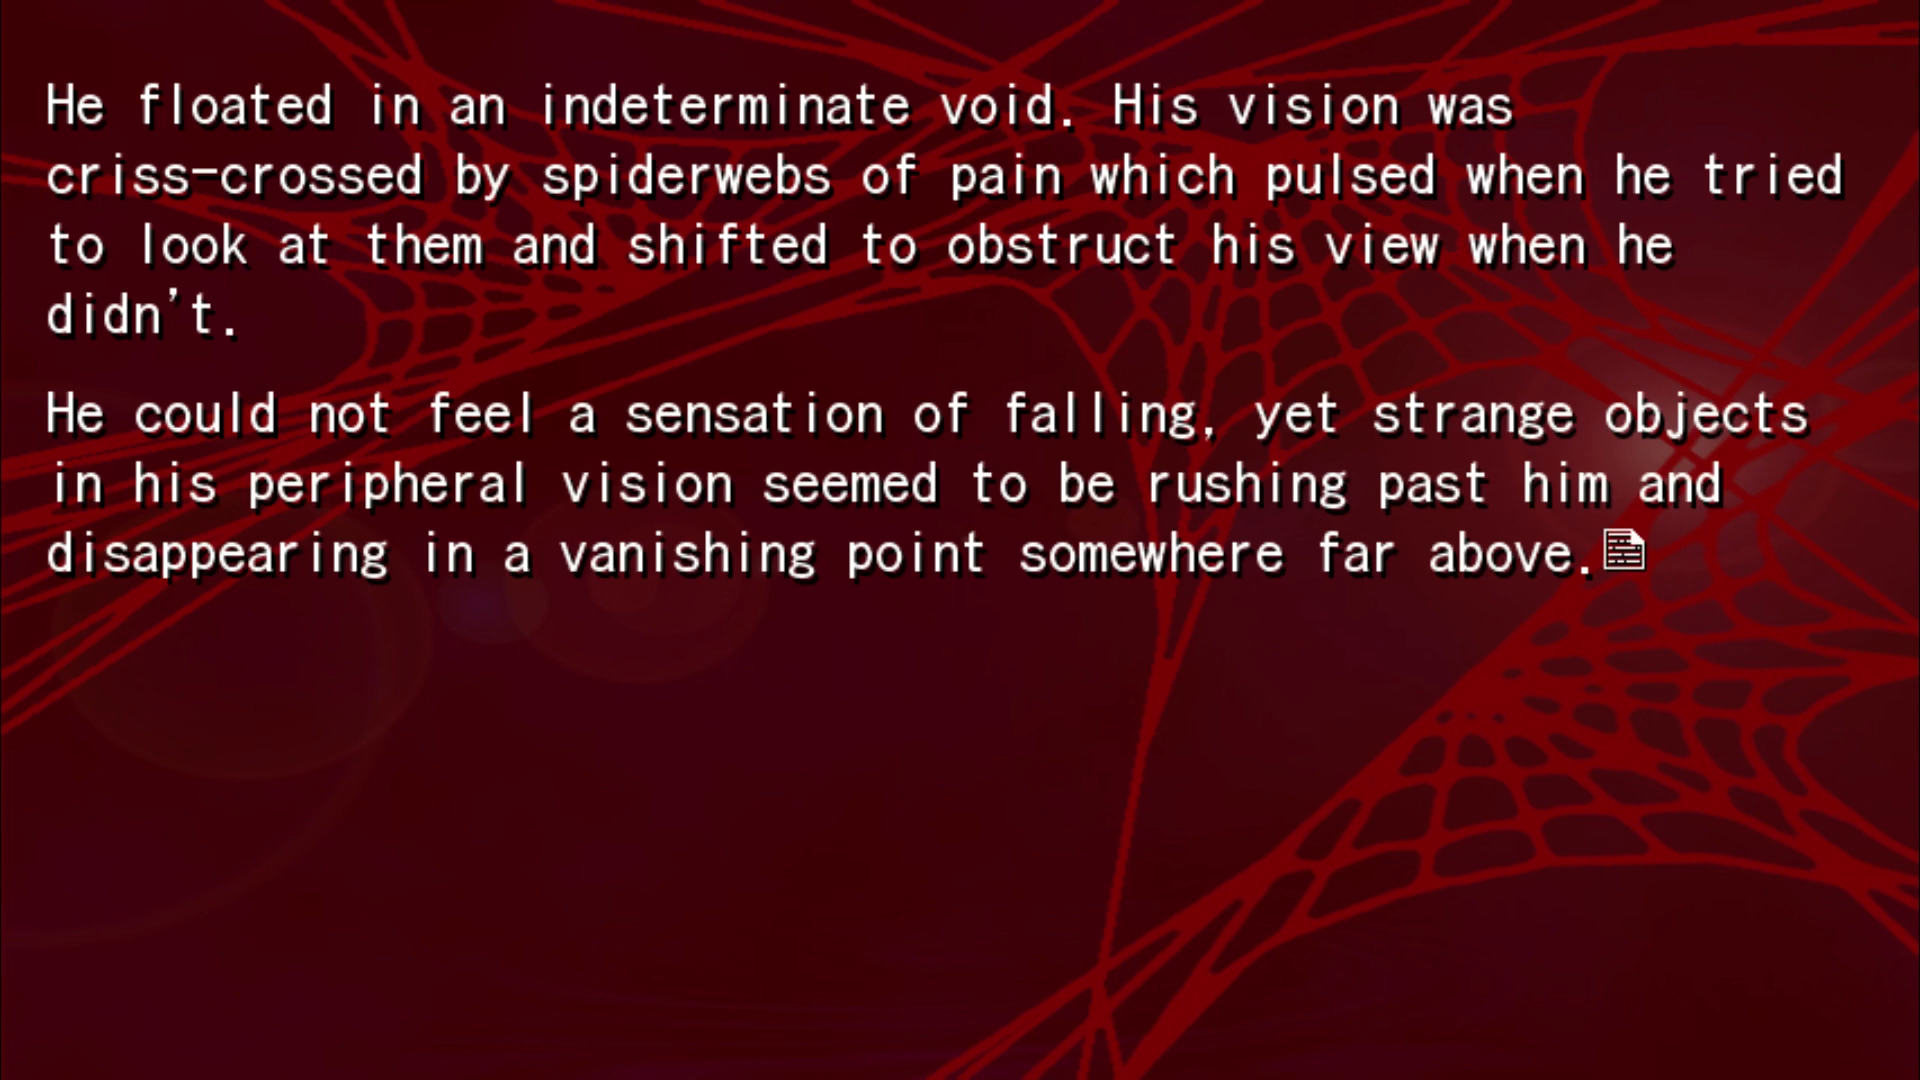 He floated in an indeterminate void. His vision was
criss-crossed by spiderwebs of pain which pulsed when he tried
to look at them and shifted to obstruct his view when he
didn't.
He could not feel a sensation of falling, yet strange objects
in his peripheral vision seemed to be rushing past him and
disappearing in a vanishing point somewhere far above.